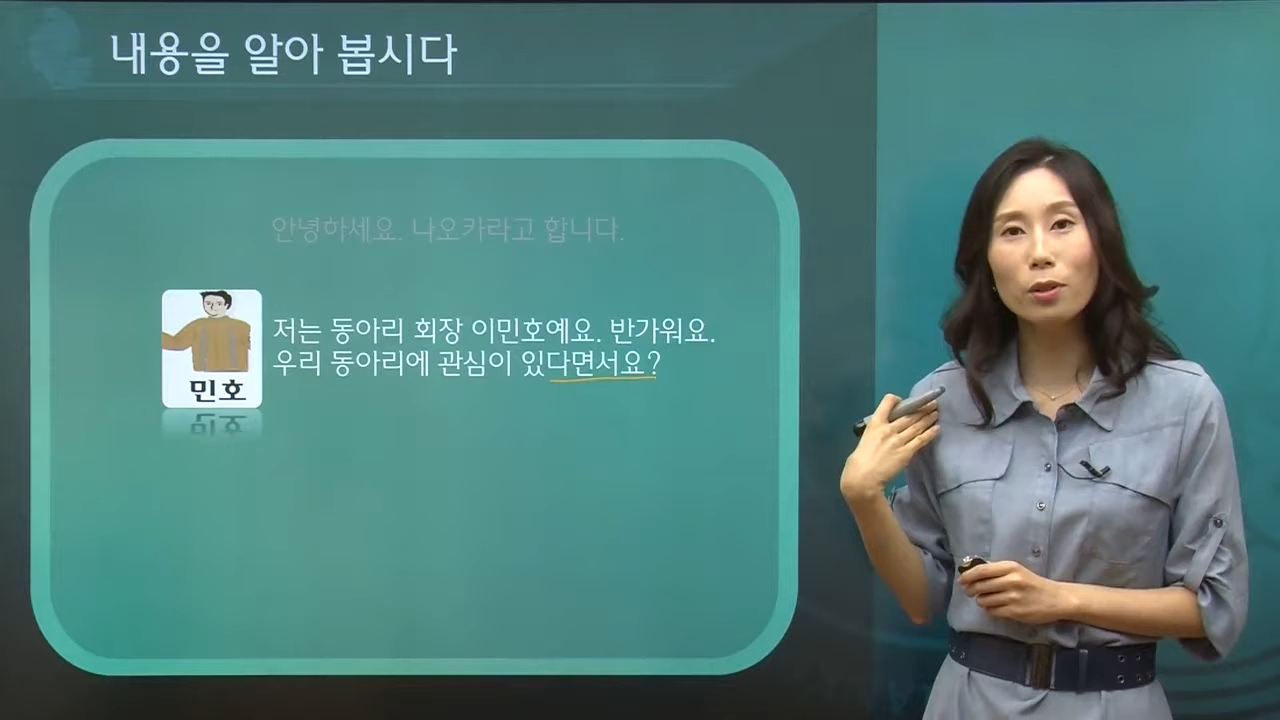 내용을 알아 봅시다
안녕하세요. 나오카라고 합니다.
저는 동아리 회장 이민호예요. 반가워요.
우리 동아리에 관심이 있다면서요?
민호